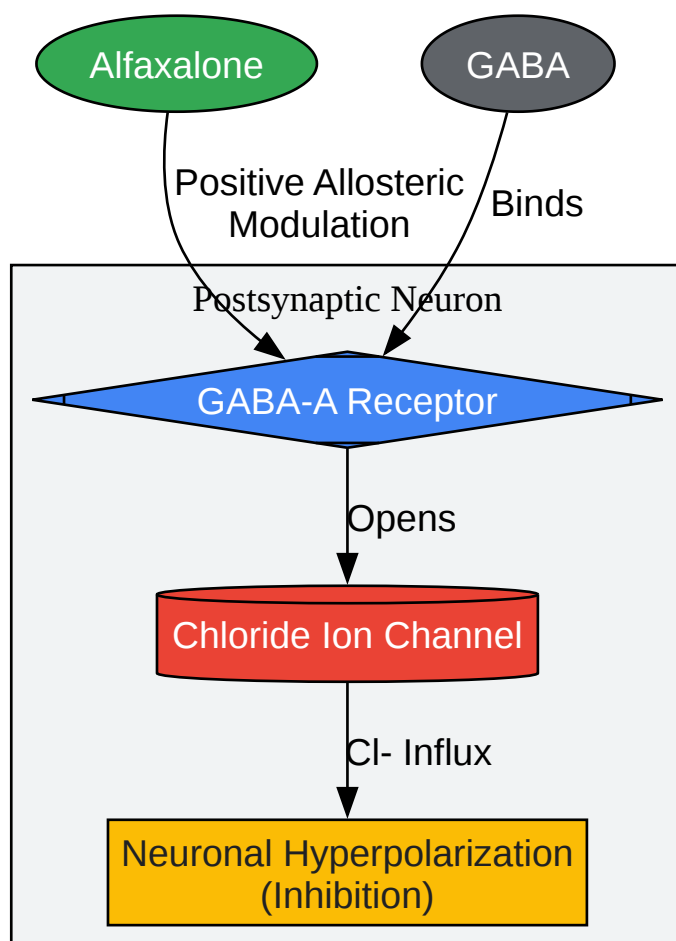 Alfaxalone
GABA
Positive Allosteric
Modulation
Binds
Postsynaptic Neuron
GABA-A Receptor
Opens
Chloride Ion Channel
Cl- Influx
Neuronal Hyperpolarization
(Inhibition)